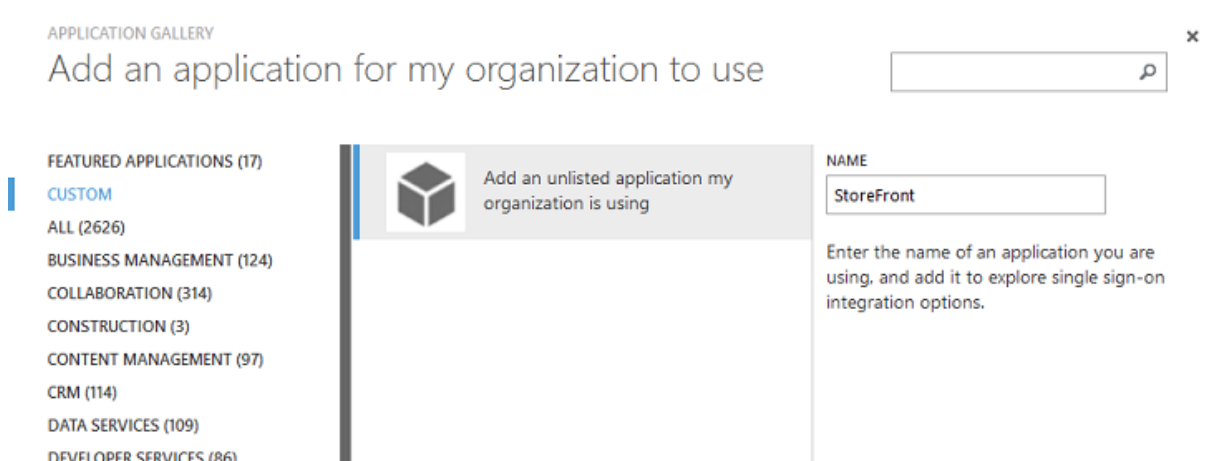 APPLICATION GALLERY
Add an application for my organization to use
FEATURED APPLICATIONS (17)
CUSTOM
ALL (2626)
BUSINESS MANAGEMENT (124)
COLLABORATION (314)
CONSTRUCTION (3)
CONTENT MANAGEMENT (97)
CRM (114)
DATA SERVICES (109)
DEVELOPER SERVICES (86)
Add an unlisted application my
organization is using
NAME
StoreFront
Enter the name of an application you are
using, and add it to explore single sign-on
integration options.